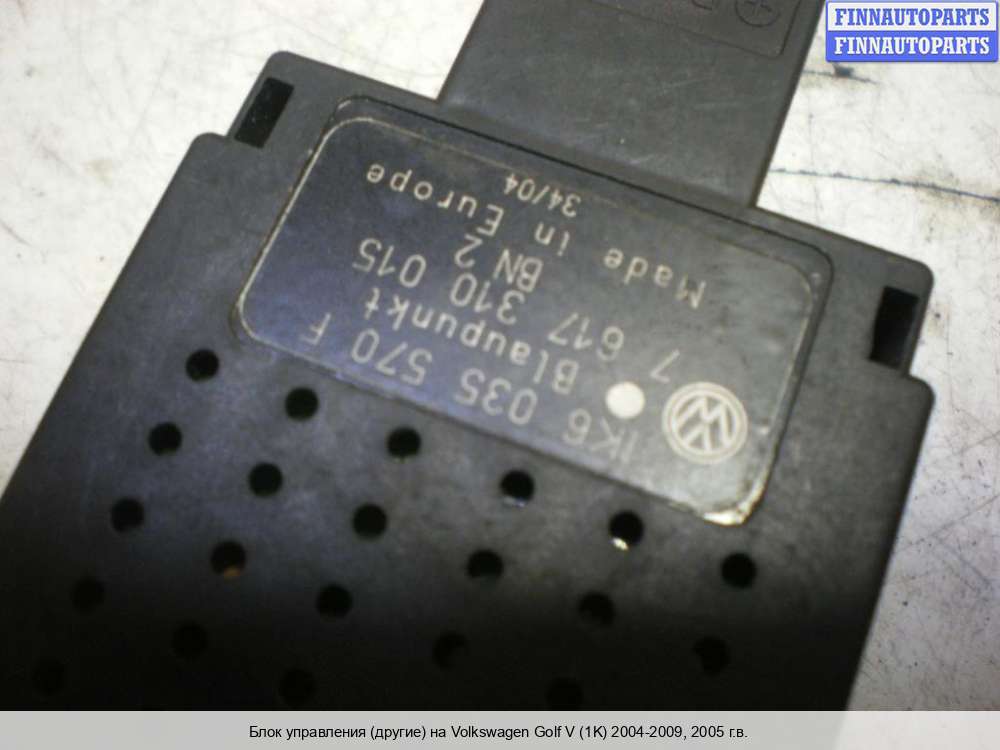 FINNAUTOPARTS
FINNAUTOPARTS
1K6 035 570 F
Blaupunkt
7 617 310 015
BN 2
Made in Europe
34/04
Блок управления (другие) на Volkswagen Golf V (1K) 2004-2009, 2005 г.в.